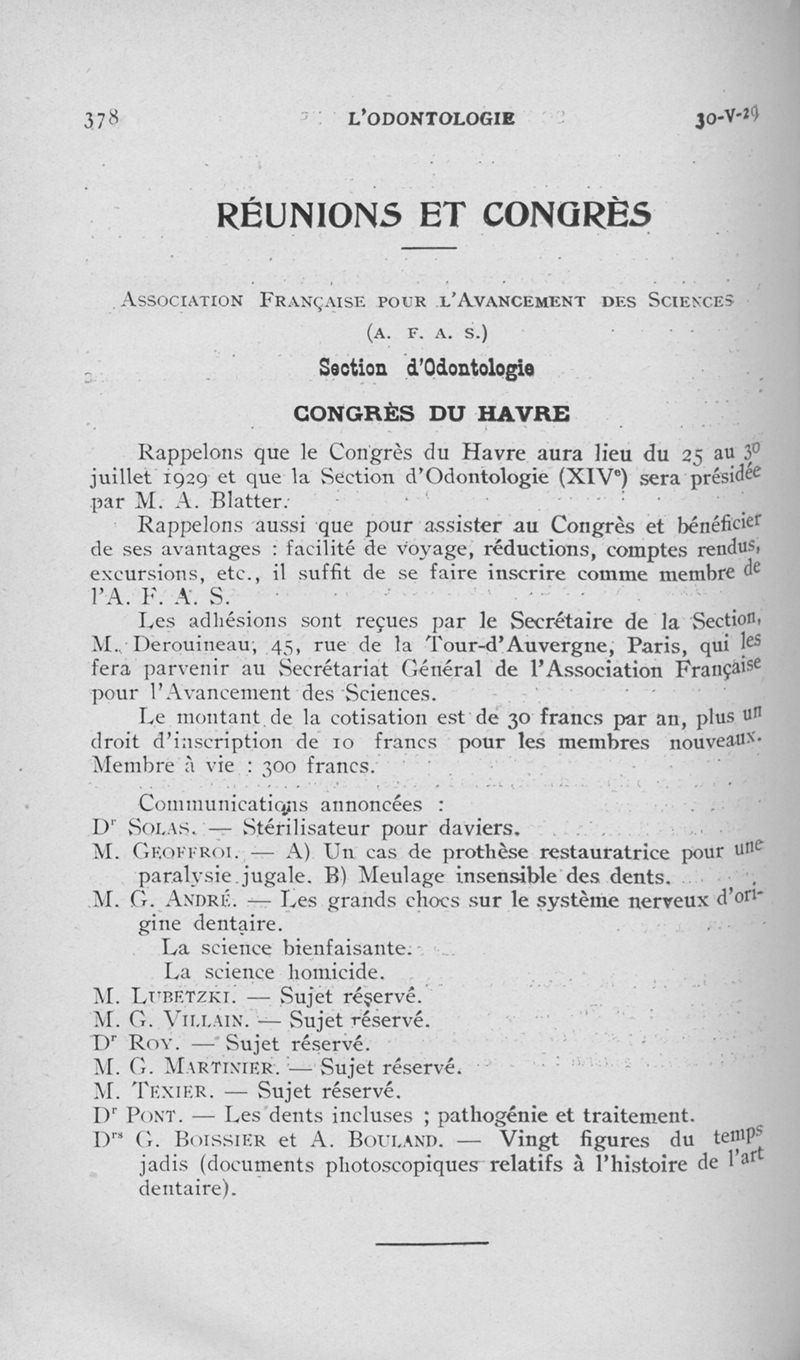 378 L'ODONTOLOGIE 30-V-29
RÉUNIONS ET CONGRÈS
ASSOCIATION FRANÇAISE POUR L'AVANCEMENT DES SCIENCES
(A. F. A. S.)
Section d'Odontologie
CONGRÈS DU HAVRE
Rappelons que le Congrès du Havre aura lieu du 25 au 30
juillet 1929 et que la Section d'Odontologie (XIVe) sera présidée
par M. A. Blatter.
Rappelons aussi que pour assister au Congrès et bénéficier
de ses avantages : facilité de voyage, réductions, comptes rendus,
excursions, etc., il suffit de se faire inscrire comme membre de
l'A. F. A. S.
Les adhésions sont reçues par le Secrétaire de la Section,
M. Derouineau, 45, rue de la Tour-d'Auvergne, Paris, qui les
fera parvenir au Secrétariat Général de l'Association Française
pour l'Avancement des Sciences.
Le montant de la cotisation est de 30 francs par an, plus un
droit d'inscription de 10 francs pour les membres nouveaux.
Membre à vie : 300 francs.
Communications annoncées :
Dr SOLAS. — Stérilisateur pour daviers.
M. GEOFFROI. — A) Un cas de prothèse restauratrice pour une
paralysie jugale. B) Meulage insensible des dents.
M. G. ANDRÉ. — Les grands chocs sur le système nerveux d'ori-
gine dentaire.
La science bienfaisante.
La science homicide.
M. LUBETZKI. — Sujet réservé.
M. G. VILLAIN. — Sujet réservé.
Dr ROY. — Sujet réservé.
M. G. MARTINIER. — Sujet réservé.
M. TEXIER. — Sujet réservé.
Dr PONT. — Les dents incluses ; pathogénie et traitement.
Drs G. BOISSIER et A. BOULAND. — Vingt figures du temps
jadis (documents photoscopiques relatifs à l'histoire de l'art
dentaire).